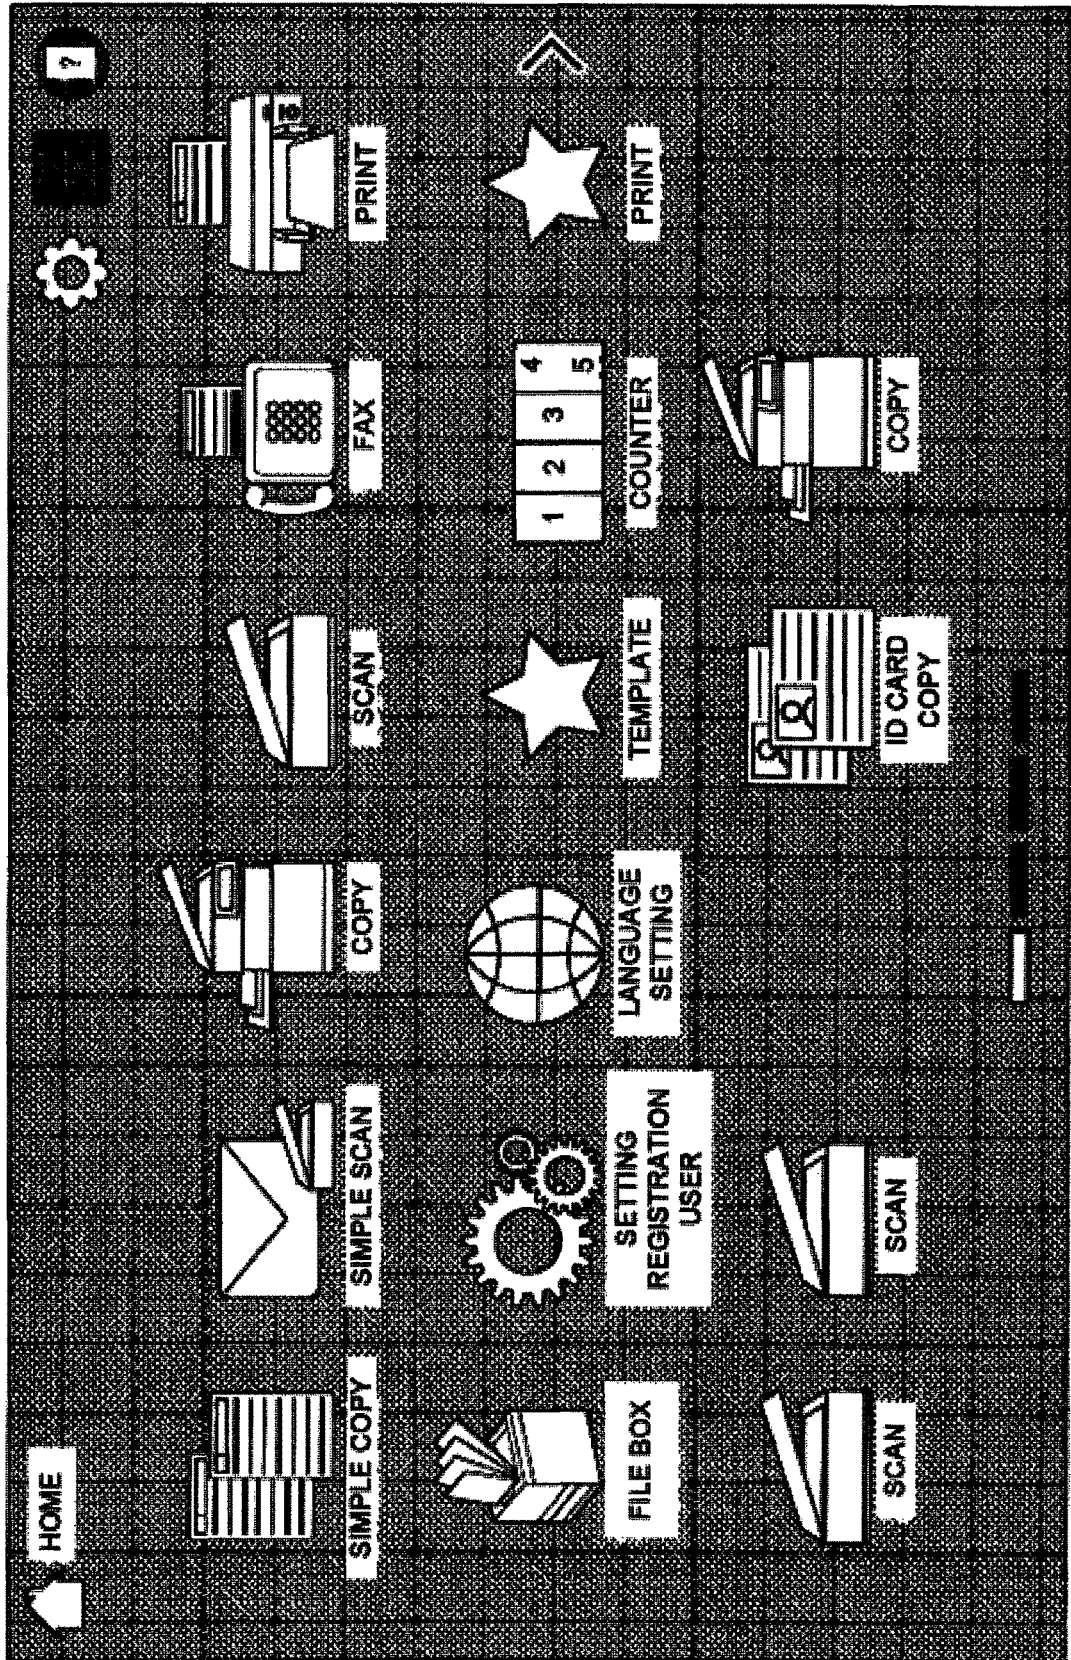 HOME
?
SIMPLE COPY
SIMPLE SCAN
COPY
SCAN
FAX
PRINT
FILE BOX
SETTING
REGISTRATION
USER
LANGUAGE
SETTING
TEMPLATE
1 2 3 4
5
COUNTER
PRINT
SCAN
SCAN
ID CARD
COPY
COPY